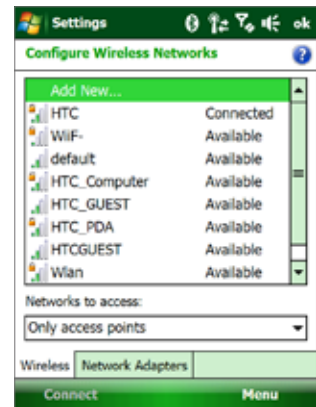 Settings ok
Configure Wireless Networks
Add New...
HTC Connected
WiiF- Available
default Available
HTC_Computer Available
HTC_GUEST Available
HTC_PDA Available
HTCGUEST Available
Wlan Available
Networks to access:
Only access points
Wireless Network Adapters
Connect Menu